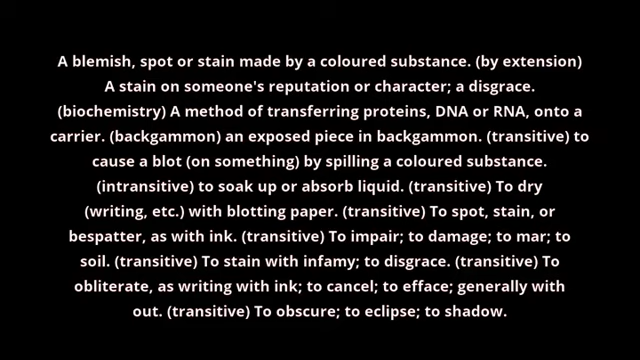 A blemish, spot or stain made by a coloured substance. (by extension)
A stain on someone's reputation or character; a disgrace.
(biochemistry) A method of transferring proteins, DNA or RNA, onto a
carrier. (backgammon) an exposed piece in backgammon. (transitive) to
cause a blot (on something) by spilling a coloured substance.
(intransitive) to soak up or absorb liquid. (transitive) To dry
(writing, etc.) with blotting paper. (transitive) To spot, stain, or
bespatter, as with ink. (transitive) To impair; to damage; to mar; to
soil. (transitive) To stain with infamy; to disgrace. (transitive) To
obliterate, as writing with ink; to cancel; to efface; generally with
out. (transitive) To obscure; to eclipse; to shadow.